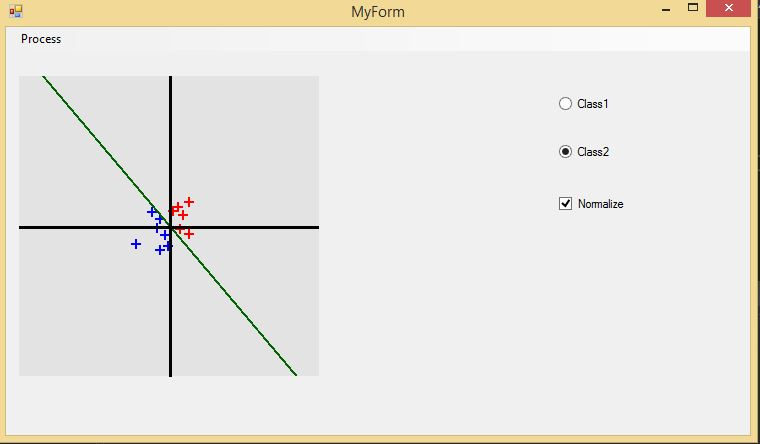 MyForm
Process
Class1
Class2
Normalize